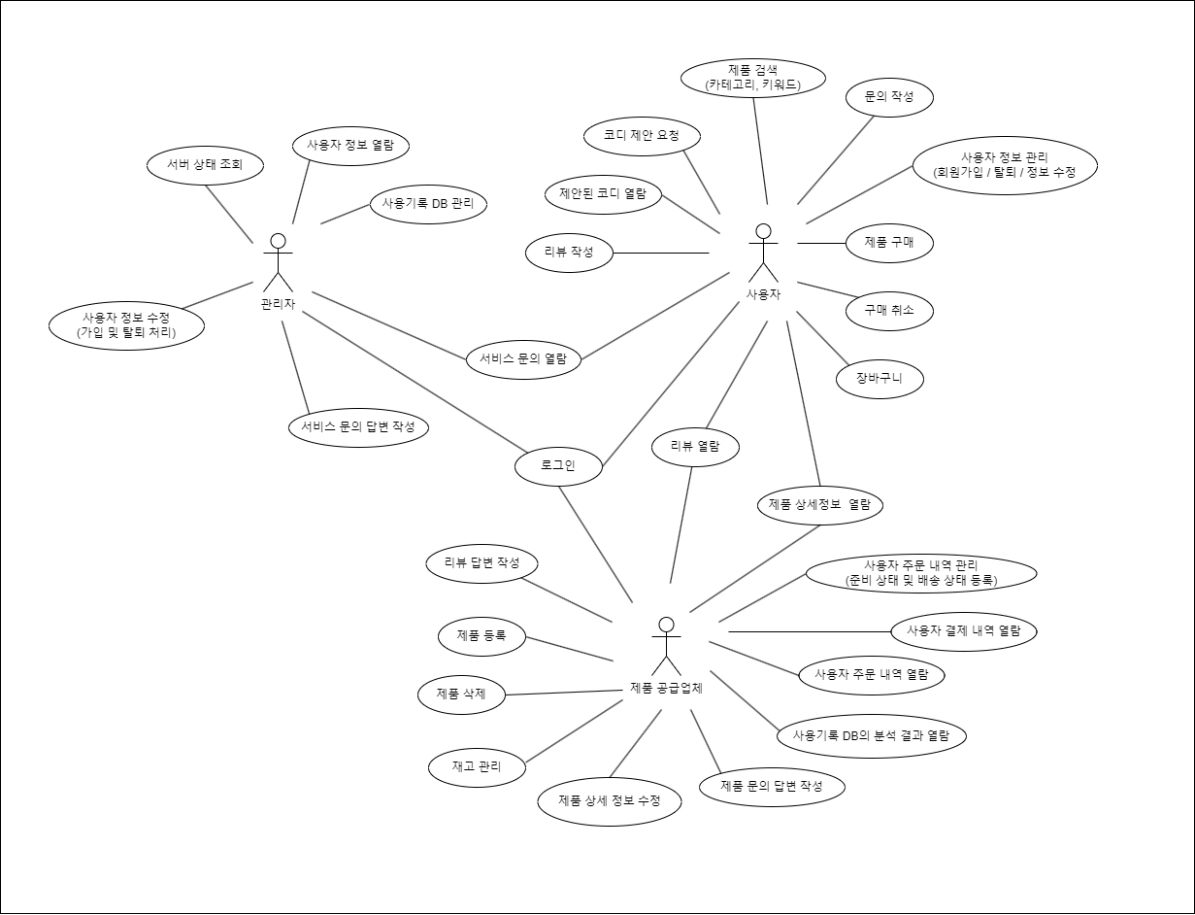 제품 검색
(카테고리, 키워드)
문의 작성
코디 제안 요청
사용자 정보 열람
서버 상태 조회
사용자 정보 관리
(회원가입 / 탈퇴 / 정보 수정
제안된 코디 열람
사용기록 DB 관리
제품 구매
리뷰 작성
사용자
관리자
구매 취소
사용자 정보 수정
(가입 및 탈퇴 처리)
서비스 문의 열람
장바구니
서비스 문의 답변 작성
리뷰 열람
로그인
제품 상세정보  열람
리뷰 답변 작성
사용자 주문 내역 관리
(준비 상태 및 배송 상태 등록)
사용자 결제 내역 열람
제품 등록
사용자 주문 내역 열람
제품 공급업체
제품 삭제
사용기록 DB의 분석 결과 열람
재고 관리
제품 문의 답변 작성
제품 상세 정보 수정